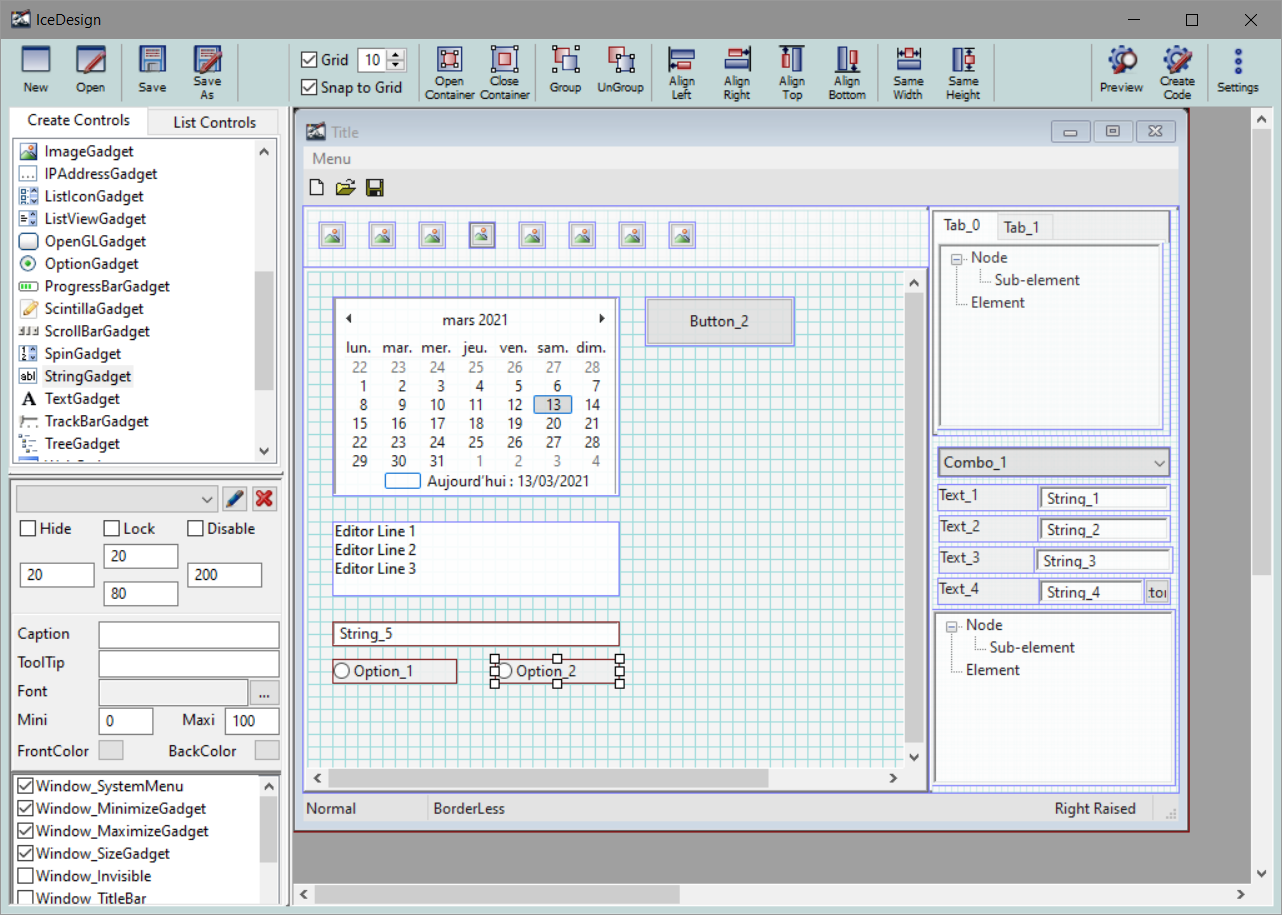 IceDesign
New Open Save Save As
Grid 10
Snap to Grid
Open Container Close Container Group UnGroup Align Left Align Right Align Top Align Bottom Same Width Same Height Preview Create Code Settings
Create Controls List Controls
ImageGadget
IPAddressGadget
ListIconGadget
ListViewGadget
OpenGLGadget
OptionGadget
ProgressBarGadget
ScintillaGadget
ScrollBarGadget
SpinGadget
abl StringGadget
A TextGadget
TrackBarGadget
TreeGadget
Hide Lock Disable
20
20 200
80
Caption
ToolTip
Font ...
Mini 0 Maxi 100
FrontColor BackColor
Window_SystemMenu
Window_MinimizeGadget
Window_MaximizeGadget
Window_SizeGadget
Window_Invisible
Window_TitleBar
Title
Menu
mars 2021
lun. mar. mer. jeu. ven. sam. dim.
22 23 24 25 26 27 28
1 2 3 4 5 6 7
8 9 10 11 12 13 14
15 16 17 18 19 20 21
22 23 24 25 26 27 28
29 30 31 1 2 3 4
Aujourd'hui : 13/03/2021
Button_2
Editor Line 1
Editor Line 2
Editor Line 3
String_5
Option_1 Option_2
Tab_0 Tab_1
Node
Sub-element
Element
Combo_1
Text_1 String_1
Text_2 String_2
Text_3 String_3
Text_4 String_4
Node
Sub-element
Element
Normal BorderLess Right Raised